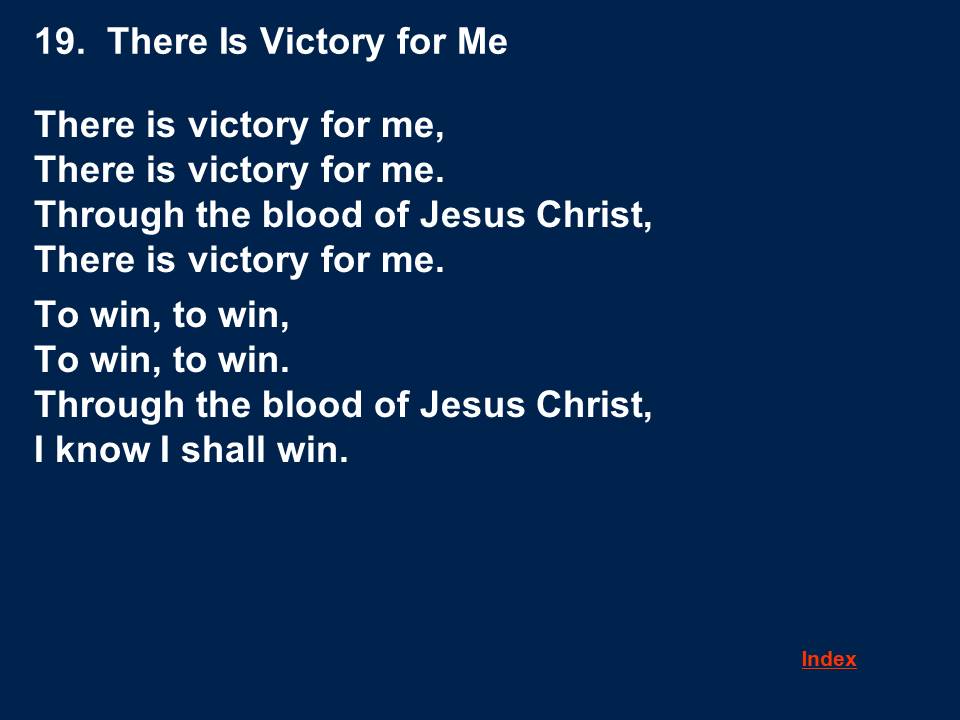 19.  There Is Victory for Me
There is victory for me,
There is victory for me.
Through the blood of Jesus Christ,
There is victory for me.
To win, to win,
To win, to win.
Through the blood of Jesus Christ,
I know I shall win.
Index